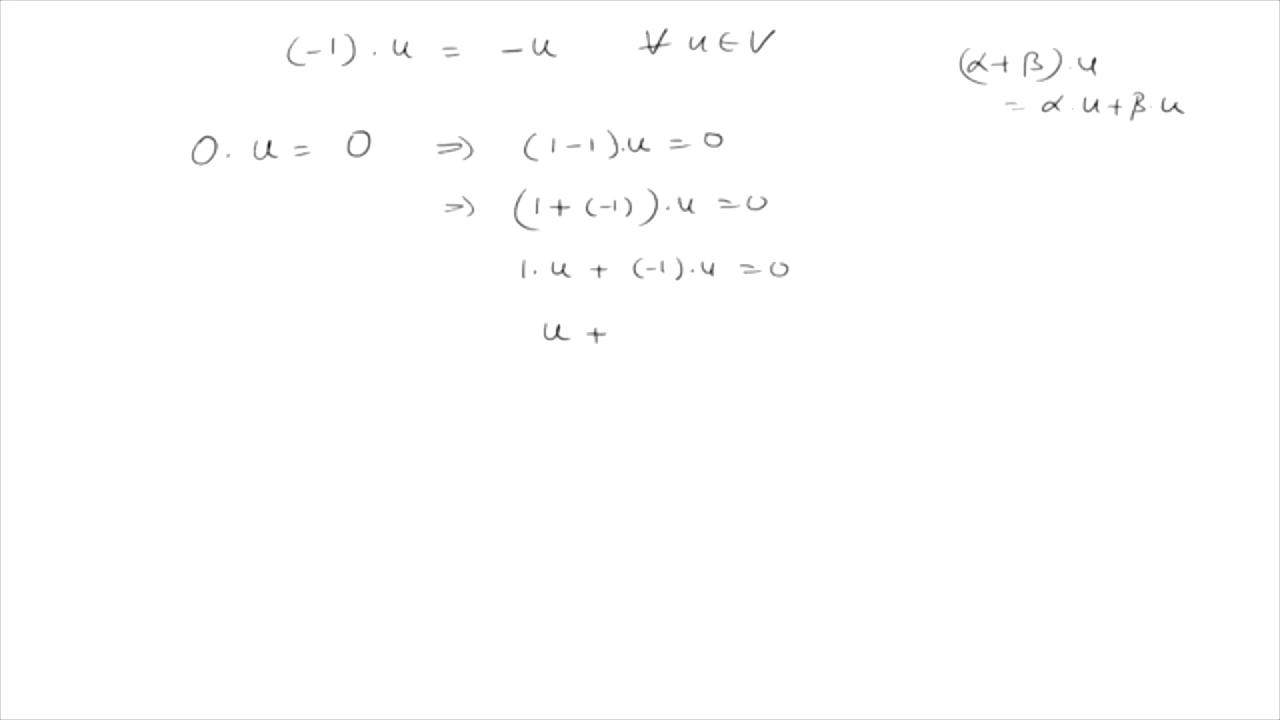 (-1) . u = -u ∀ u ∈ V
(α + β) . u
= α . u + β . u
0 . u = 0 ⇒ (1 - 1) . u = 0
⇒ (1 + (-1)) . u = 0
1 . u + (-1) . u = 0
u +